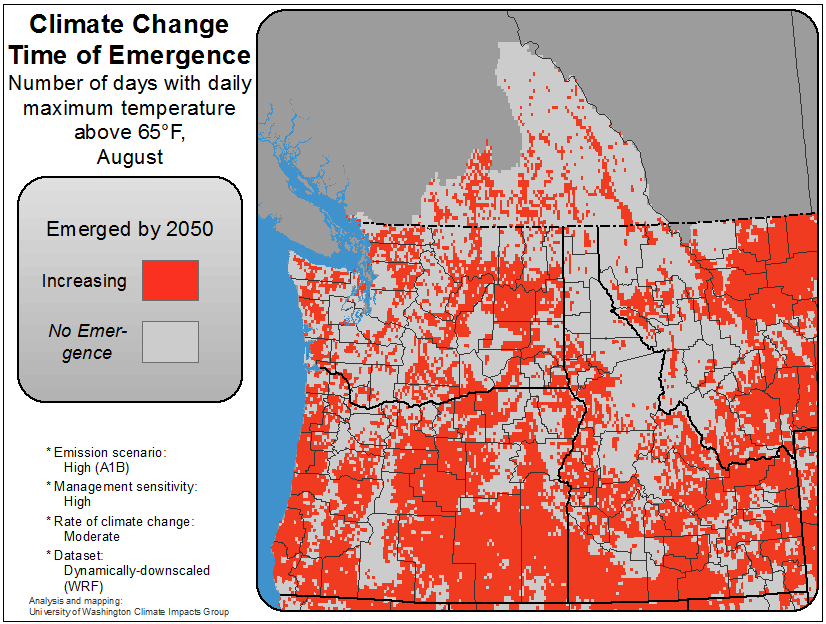 Climate Change
Time of Emergence
Number of days with daily
maximum temperature
above 65°F,
August
Emerged by 2050
Increasing
No Emer-
gence
* Emission scenario:
High (A1B)
* Management sensitivity:
High
* Rate of climate change:
Moderate
* Dataset:
Dynamically-downscaled
(WRF)
Analysis and mapping:
University of Washington Climate Impacts Group